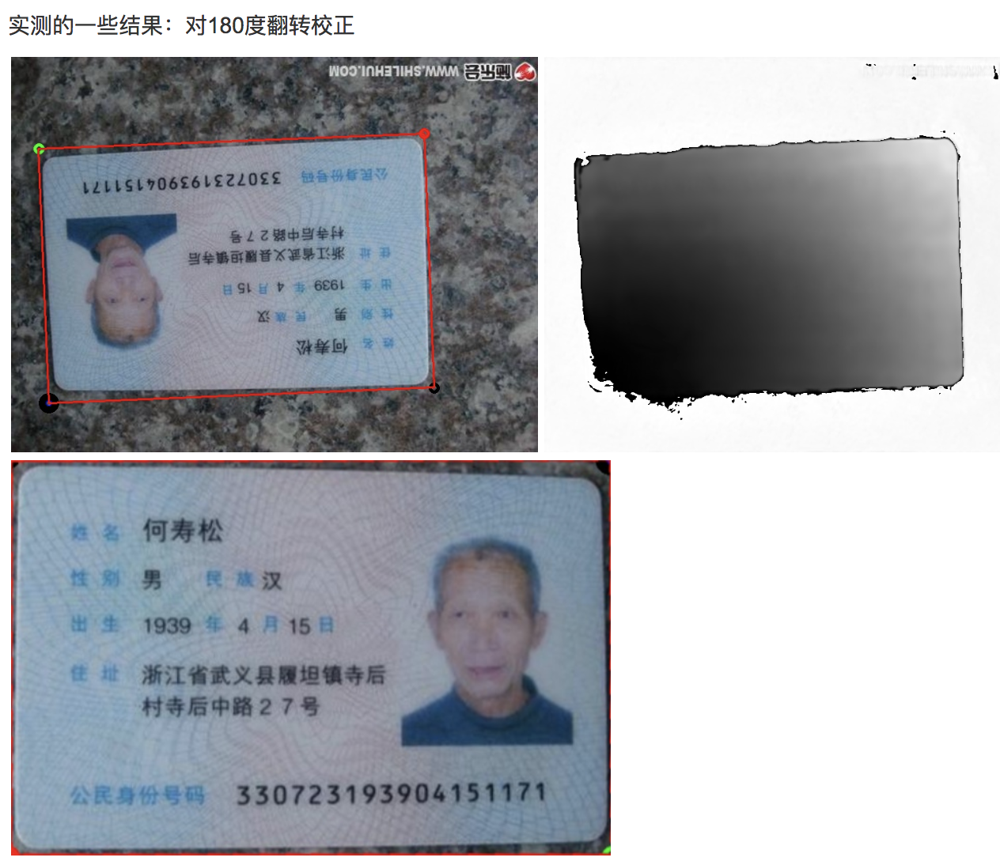 实测的一些结果：对180度翻转校正
WWW.SHILEHUI.COM
公民身份号码 330723193904151171
村寺后中路27号
住址 浙江省武义县履坦镇寺后
出生 1939 年 4 月 15 日
性别 男 民族 汉
姓名 何寿松
姓名 何寿松
性别 男 民族 汉
出生 1939 年 4 月 15 日
住址 浙江省武义县履坦镇寺后
村寺后中路27号
公民身份号码 330723193904151171